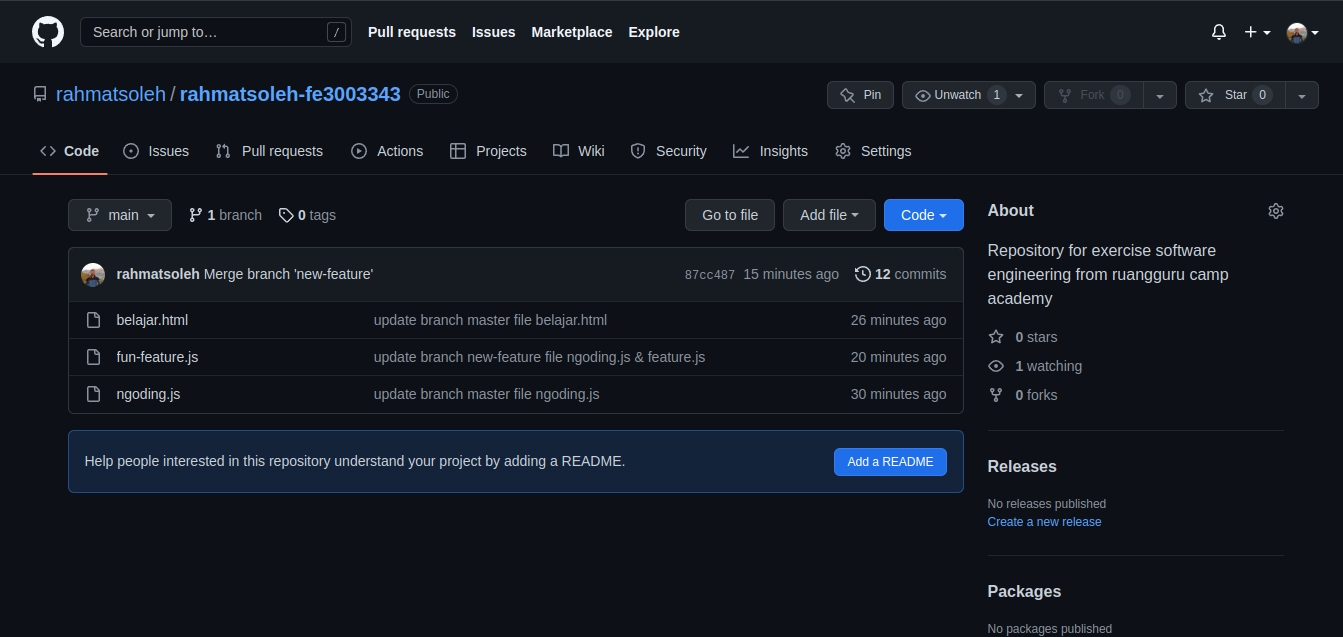 Search or jump to… /
Pull requests Issues Marketplace Explore
rahmatsoleh / rahmatsoleh-fe3003343 Public
Pin Unwatch 1 Fork 0 Star 0
Code Issues Pull requests Actions Projects Wiki Security Insights Settings
main 1 branch 0 tags Go to file Add file Code
rahmatsoleh Merge branch 'new-feature' 87cc487 15 minutes ago 12 commits
belajar.html update branch master file belajar.html 26 minutes ago
fun-feature.js update branch new-feature file ngoding.js & feature.js 20 minutes ago
ngoding.js update branch master file ngoding.js 30 minutes ago
Help people interested in this repository understand your project by adding a README. Add a README
About
Repository for exercise software
engineering from ruangguru camp
academy
0 stars
1 watching
0 forks
Releases
No releases published
Create a new release
Packages
No packages published